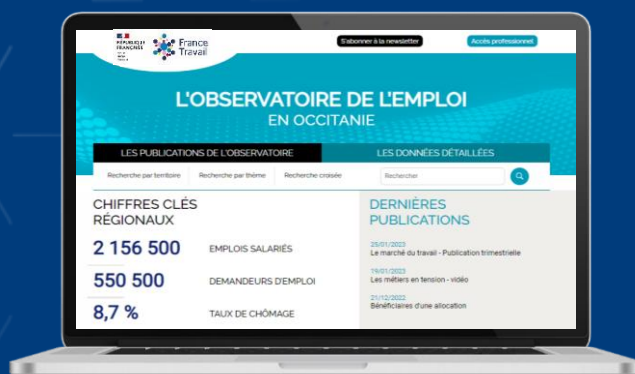 RÉPUBLIQUE
FRANÇAISE
France
Travail
S'abonner à la newsletter
Accès professionnel
L'OBSERVATOIRE DE L'EMPLOI
EN OCCITANIE
LES PUBLICATIONS DE L'OBSERVATOIRE
LES DONNÉES DÉTAILLÉES
Recherche par territoire
Recherche par thème
Recherche croisée
Rechercher
CHIFFRES CLÉS
RÉGIONAUX
2 156 500 EMPLOIS SALARIÉS
550 500 DEMANDEURS D'EMPLOI
8,7 % TAUX DE CHÔMAGE
DERNIÈRES
PUBLICATIONS
25/01/2023
Le marché du travail - Publication trimestrielle
19/01/2023
Les métiers en tension - vidéo
21/12/2022
Bénéficiaires d'une allocation